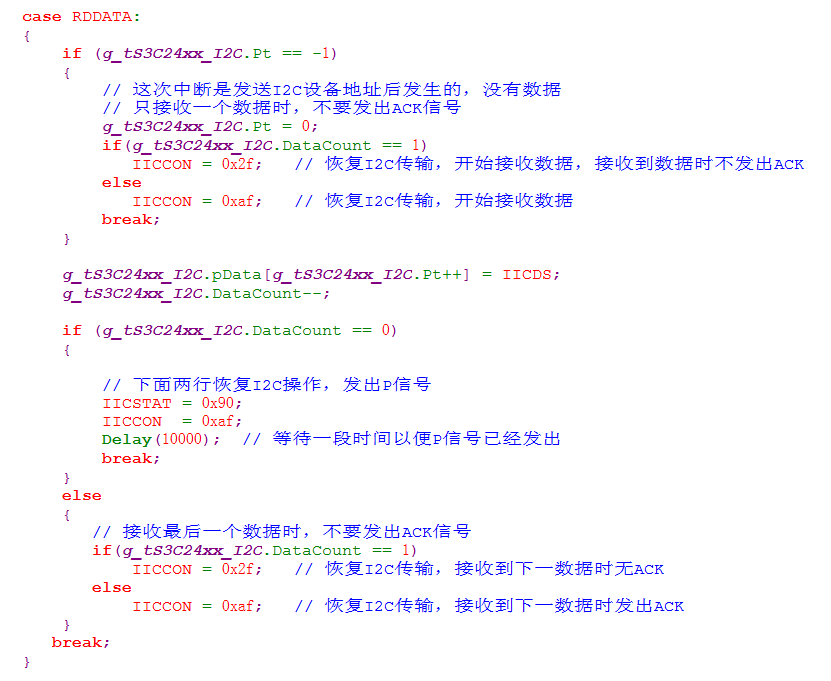 case RDDATA:
{
    if (g_tS3C24xx_I2C.Pt == -1)
    {
        // 这次中断是发送I2C设备地址后发生的，没有数据
        // 只接收一个数据时，不要发出ACK信号
        g_tS3C24xx_I2C.Pt = 0;
        if(g_tS3C24xx_I2C.DataCount == 1)
           IICCON = 0x2f;   // 恢复I2C传输，开始接收数据，接收到数据时不发出ACK
        else
           IICCON = 0xaf;   // 恢复I2C传输，开始接收数据
        break;
    }

    g_tS3C24xx_I2C.pData[g_tS3C24xx_I2C.Pt++] = IICDS;
    g_tS3C24xx_I2C.DataCount--;

    if (g_tS3C24xx_I2C.DataCount == 0)
    {

        // 下面两行恢复I2C操作，发出P信号
        IICSTAT = 0x90;
        IICCON  = 0xaf;
        Delay(10000);  // 等待一段时间以便P信号已经发出
        break;
    }
    else
    {
       // 接收最后一个数据时，不要发出ACK信号
       if(g_tS3C24xx_I2C.DataCount == 1)
           IICCON = 0x2f;   // 恢复I2C传输，接收到下一数据时无ACK
       else
           IICCON = 0xaf;   // 恢复I2C传输，接收到下一数据时发出ACK
    }
   break;
}